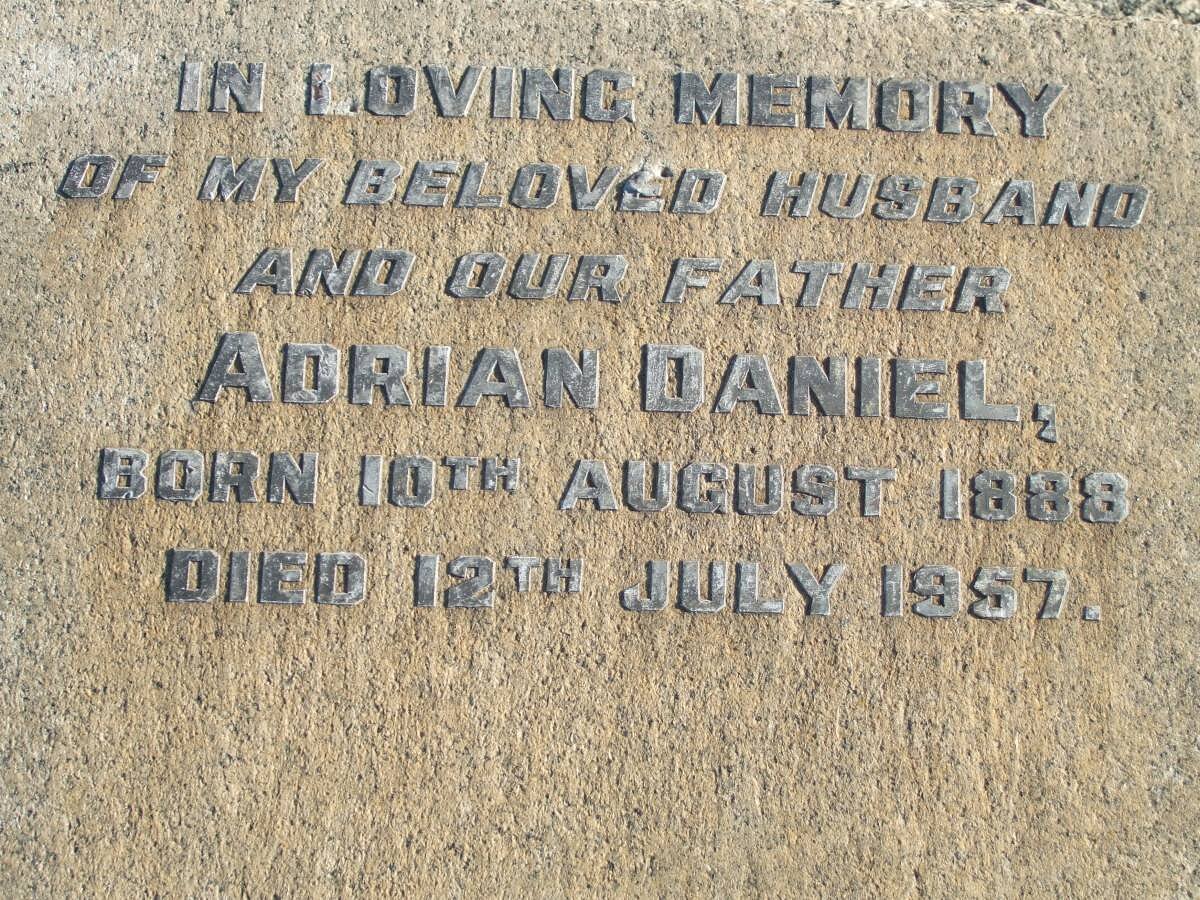 IN LOVING MEMORY
OF MY BELOVED HUSBAND
AND OUR FATHER
ADRIAN DANIEL,
BORN 10TH AUGUST 1888
DIED 12TH JULY 1957.